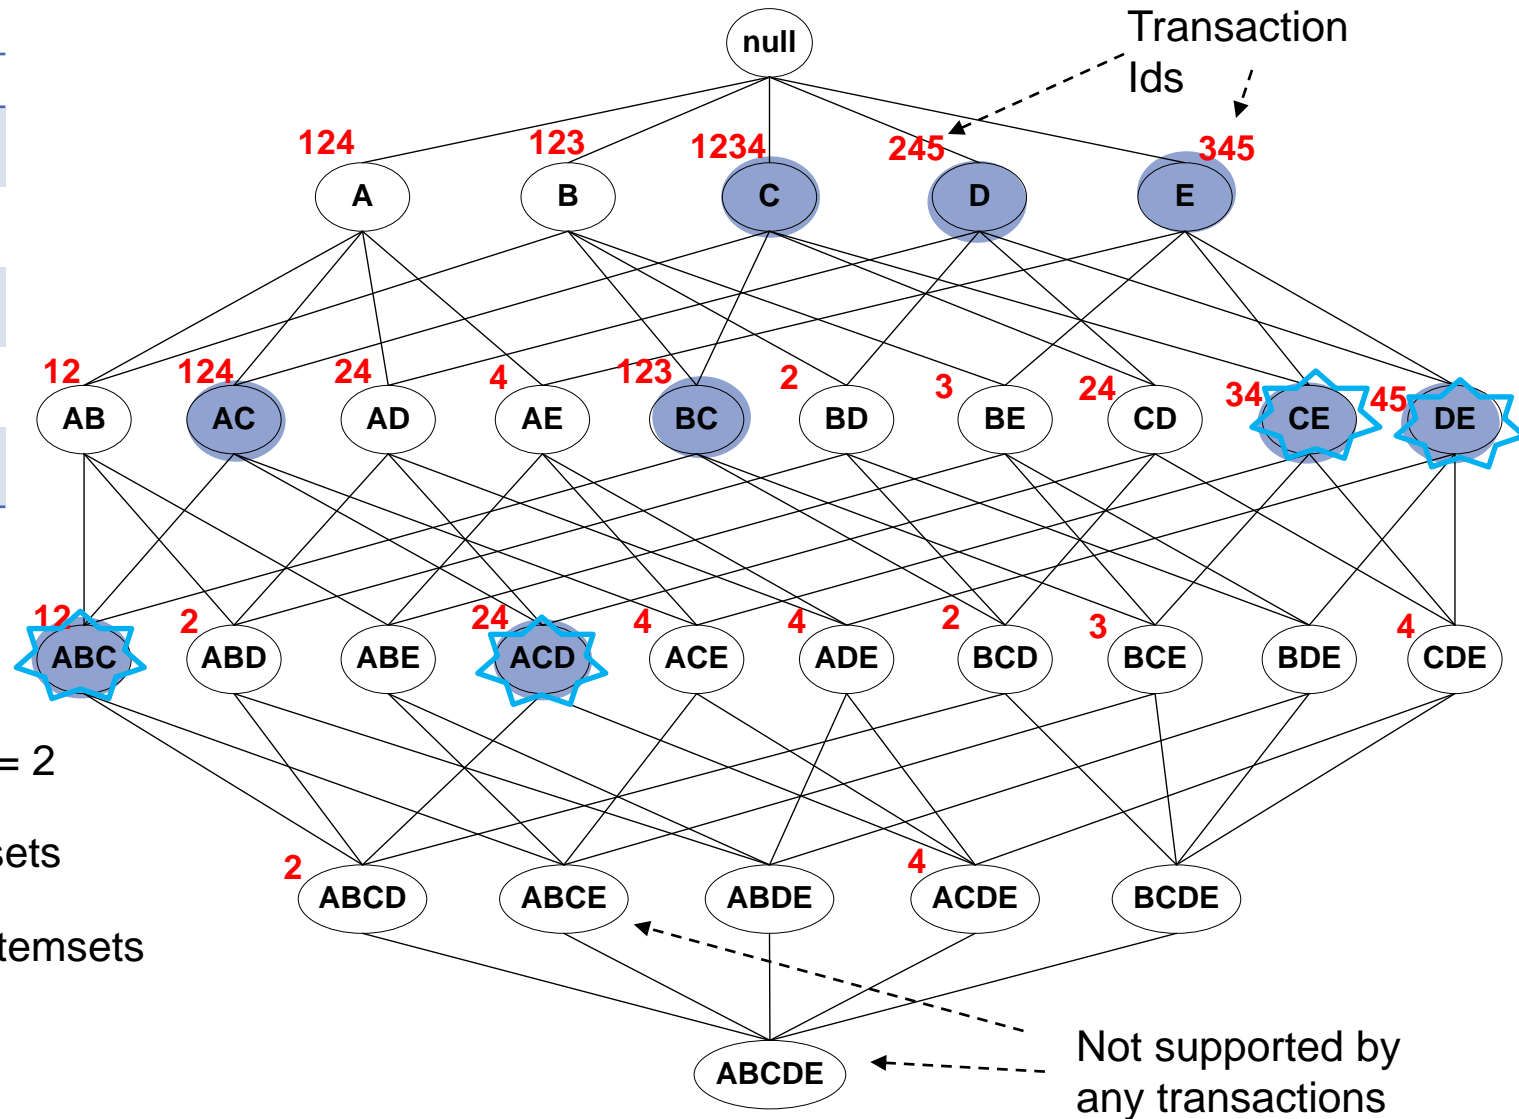 null
Transaction
Ids
124 123 1234 245 345
A B C D E
12 124 24 4 123 2 3 24 34 45
AB AC AD AE BC BD BE CD CE DE
12 2 24 4 4 2 3 4
ABC ABD ABE ACD ACE ADE BCD BCE BDE CDE
= 2
sets
2 4
ABCD ABCE ABDE ACDE BCDE
temsets
Not supported by
any transactions
ABCDE